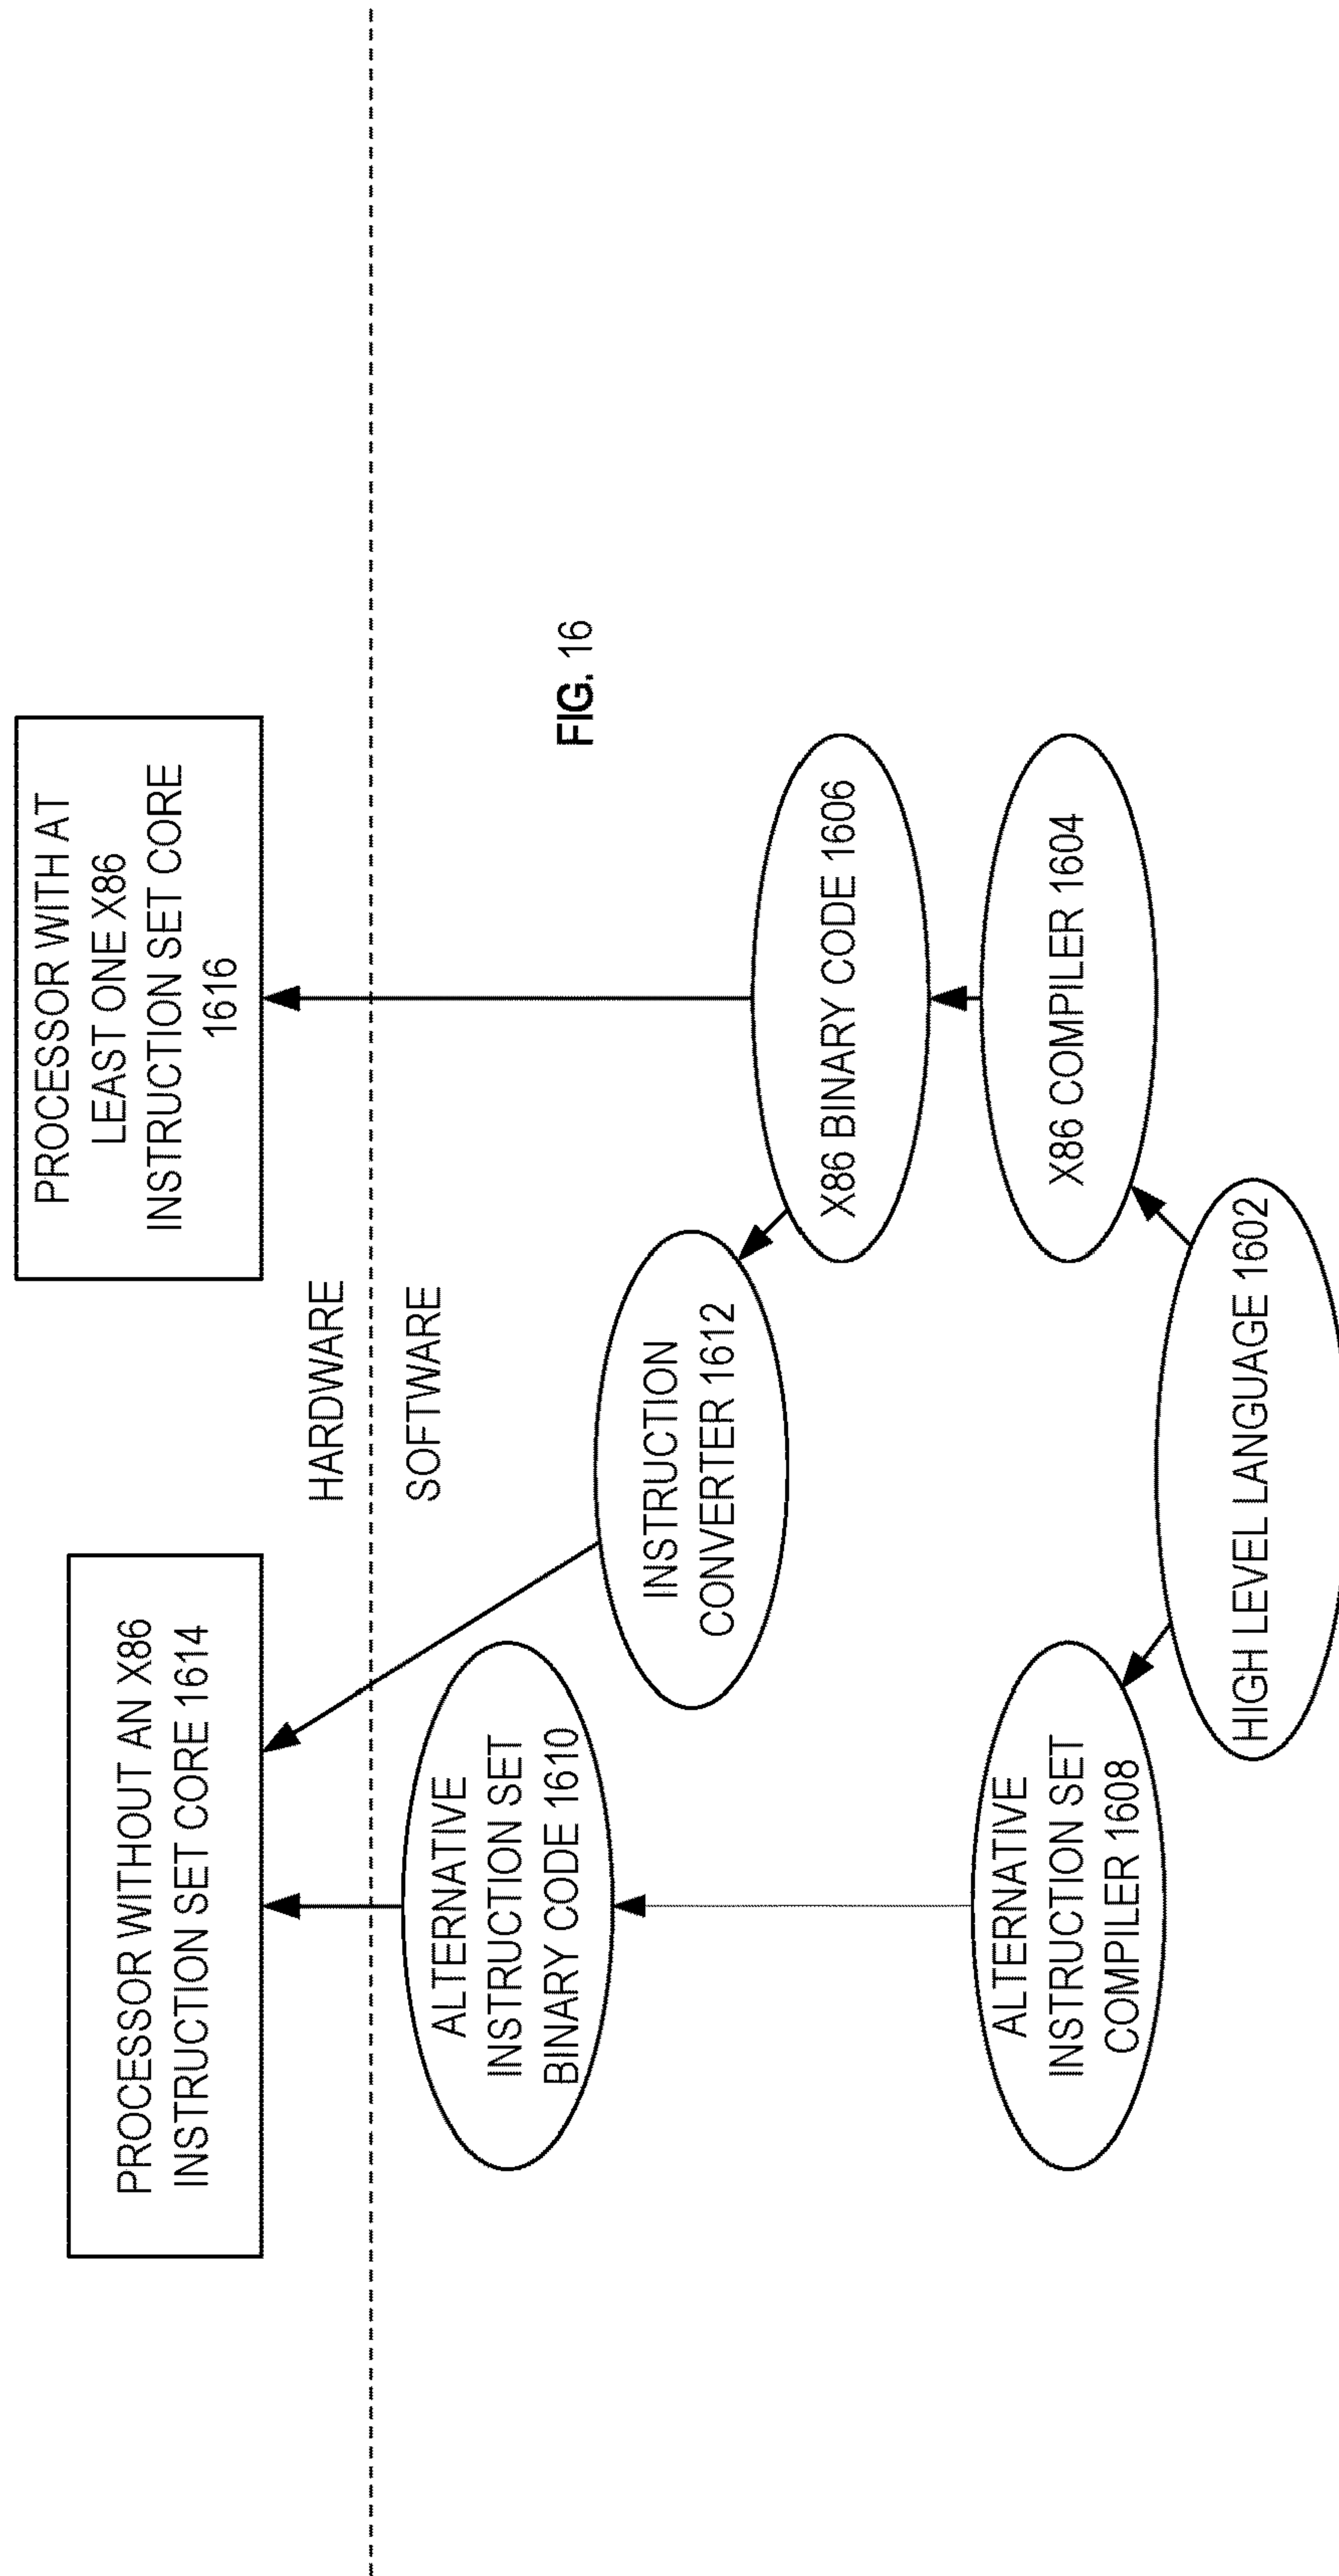 PROCESSOR WITHOUT AN X86
INSTRUCTION SET CORE 1614
PROCESSOR WITH AT
LEAST ONE X86
INSTRUCTION SET CORE
1616
HARDWARE
SOFTWARE
ALTERNATIVE
INSTRUCTION SET
BINARY CODE 1610
INSTRUCTION
CONVERTER 1612
X86 BINARY CODE 1606
ALTERNATIVE
INSTRUCTION SET
COMPILER 1608
X86 COMPILER 1604
HIGH LEVEL LANGUAGE 1602
FIG. 16